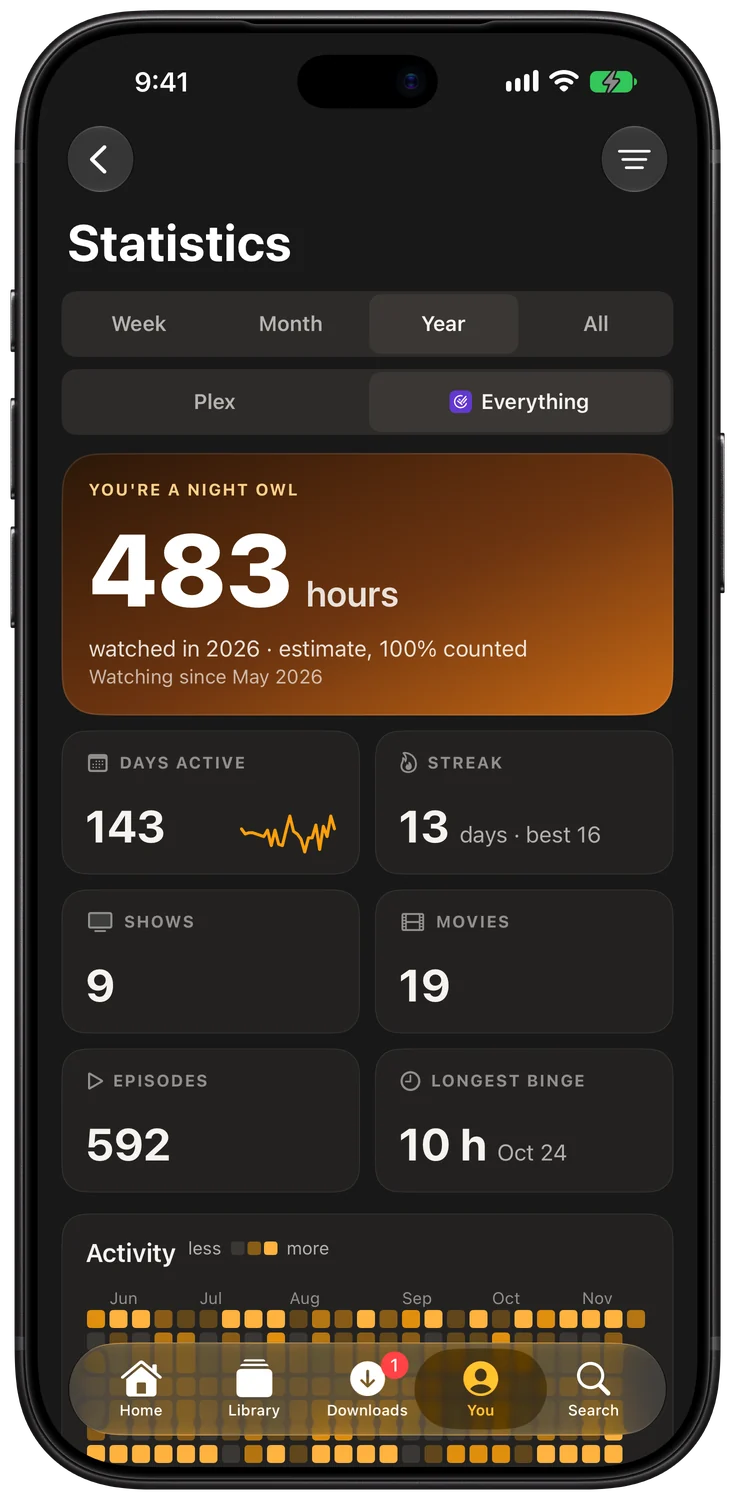 9:41
Statistics
Week Month Year All
Plex Everything
YOU'RE A NIGHT OWL
483 hours
watched in 2026 · estimate, 100% counted
Watching since May 2026
DAYS ACTIVE
143
STREAK
13 days · best 16
SHOWS
9
MOVIES
19
EPISODES
592
LONGEST BINGE
10 h Oct 24
Activity less more
Jun Jul Aug Sep Oct Nov
1
Home Library Downloads You Search